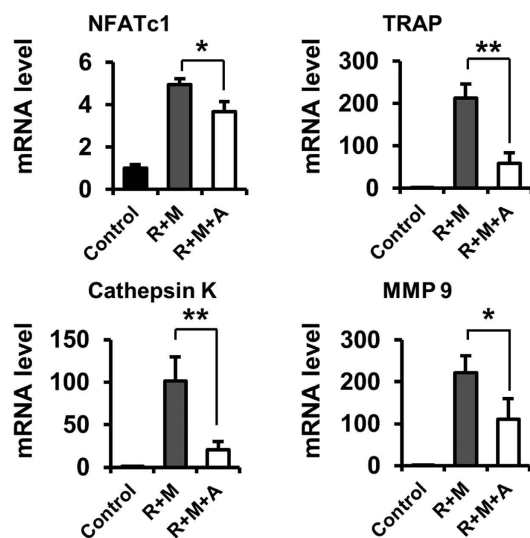 NFATc1
mRNA level
6
4
2
0
*
Control
R+M
R+M+A
TRAP
mRNA level
300
200
100
0
**
Control
R+M
R+M+A
Cathepsin K
mRNA level
150
100
50
0
**
Control
R+M
R+M+A
MMP 9
mRNA level
300
200
100
0
*
Control
R+M
R+M+A